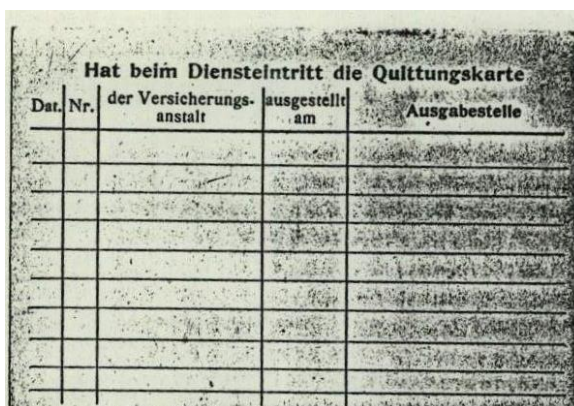 Hat beim Diensteintritt die Quittungskarte
Dat. Nr. der Versicherungs- ausgestellt Ausgabestelle
anstalt am